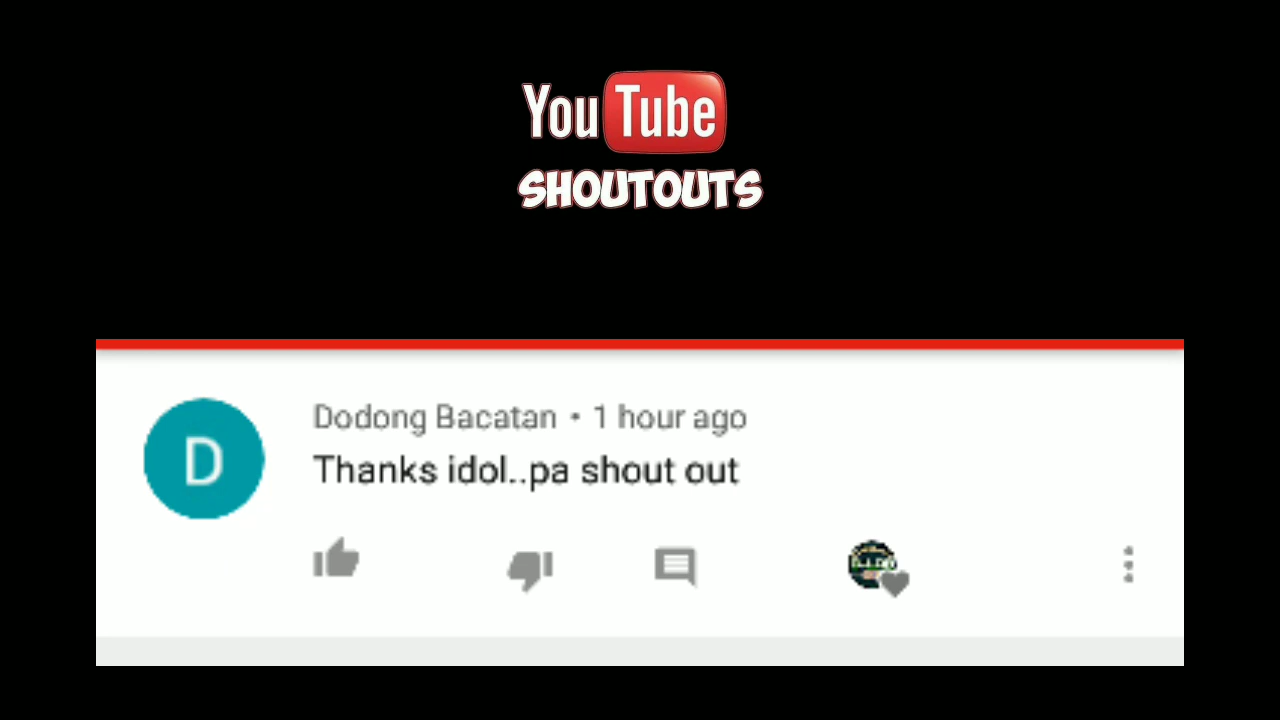 YouTube
SHOUTOUTS
D
Dodong Bacatan • 1 hour ago
Thanks idol..pa shout out